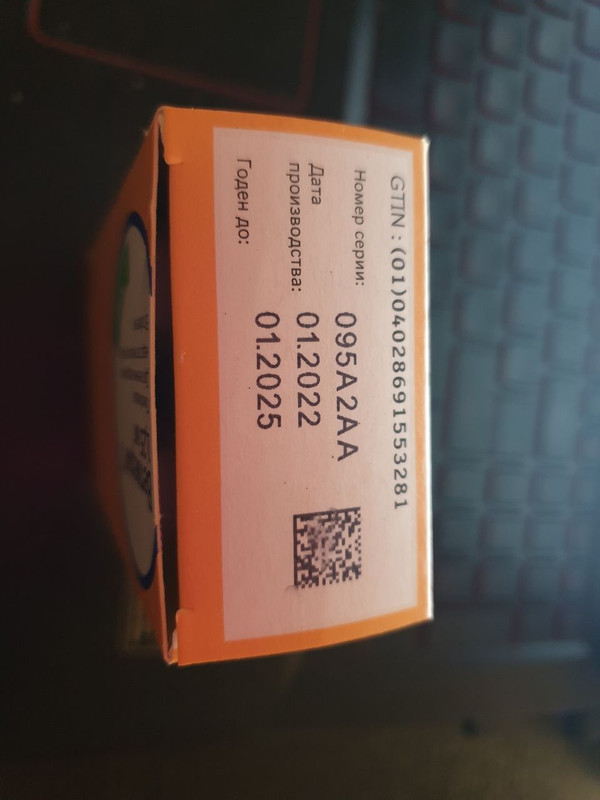 GTIN: (01)04028691553281
Номер серии: 095A2AA
Дата
производства: 01.2022
Годен до: 01.2025